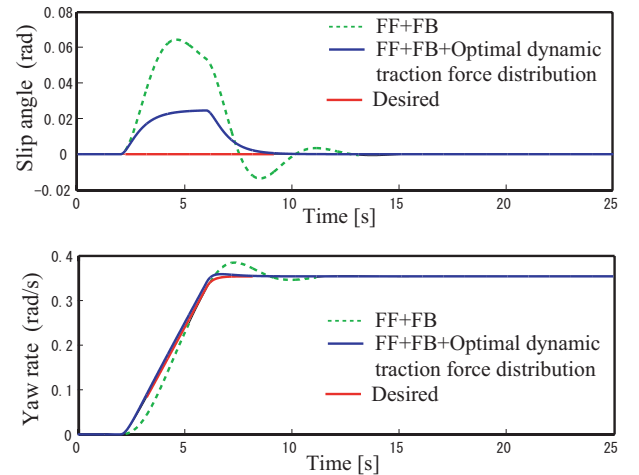 0.08
0.06
0.04
0.02
0
-0.02
Slip angle (rad)
FF+FB
FF+FB+Optimal dynamic
traction force distribution
Desired
0
5
10
15
20
25
Time [s]
0.4
0.3
0.2
0.1
0
Yaw rate (rad/s)
FF+FB
FF+FB+Optimal dynamic
traction force distribution
Desired
0
5
10
15
20
25
Time [s]